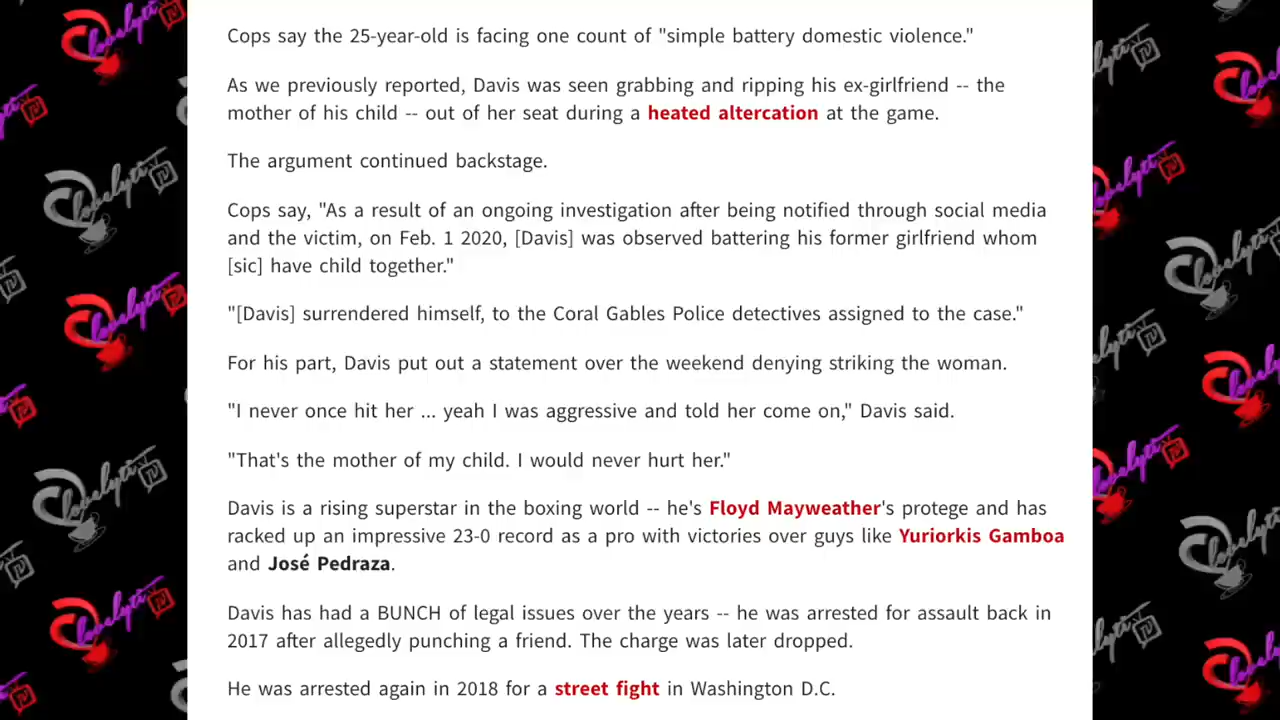 Cops say the 25-year-old is facing one count of "simple battery domestic violence."
As we previously reported, Davis was seen grabbing and ripping his ex-girlfriend -- the
mother of his child -- out of her seat during a heated altercation at the game.
The argument continued backstage.
Cops say, "As a result of an ongoing investigation after being notified through social media
and the victim, on Feb. 1 2020, [Davis] was observed battering his former girlfriend whom
[sic] have child together."
"[Davis] surrendered himself, to the Coral Gables Police detectives assigned to the case."
For his part, Davis put out a statement over the weekend denying striking the woman.
"I never once hit her ... yeah I was aggressive and told her come on," Davis said.
"That's the mother of my child. I would never hurt her."
Davis is a rising superstar in the boxing world -- he's Floyd Mayweather's protege and has
racked up an impressive 23-0 record as a pro with victories over guys like Yuriorkis Gamboa
and José Pedraza.
Davis has had a BUNCH of legal issues over the years -- he was arrested for assault back in
2017 after allegedly punching a friend. The charge was later dropped.
He was arrested again in 2018 for a street fight in Washington D.C.